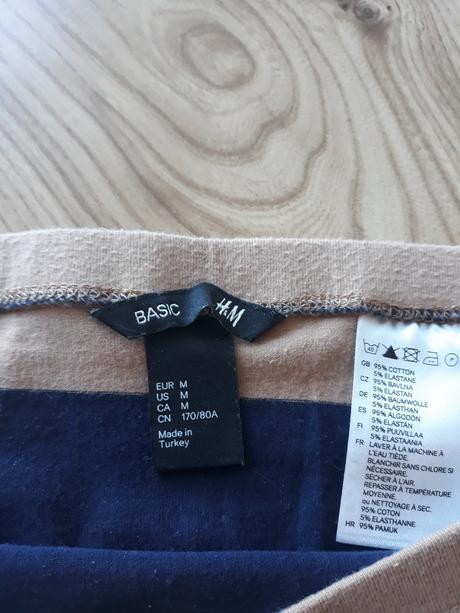 BASIC H&M
EUR M
US M
CA M
CN 170/80A
Made in
Turkey
40
GB 95% COTTON
5% ELASTANE
CZ 95% BAVLNA
5% ELASTAN
DE 95% BAUMWOLLE
5% ELASTHAN
ES 95% ALGODÓN
5% ELASTÁN
FI 95% PUUVILLAA
5% ELASTAANIA
FR LAVER À LA MACHINE À
L'EAU TIÈDE.
BLANCHIR SANS CHLORE SI
NÉCESSAIRE.
SÉCHER À L'AIR.
REPASSER À TEMPÉRATURE
MOYENNE.
ou NETTOYAGE À SEC.
95% COTON
5% ÉLASTHANNE
HR 95% PAMUK